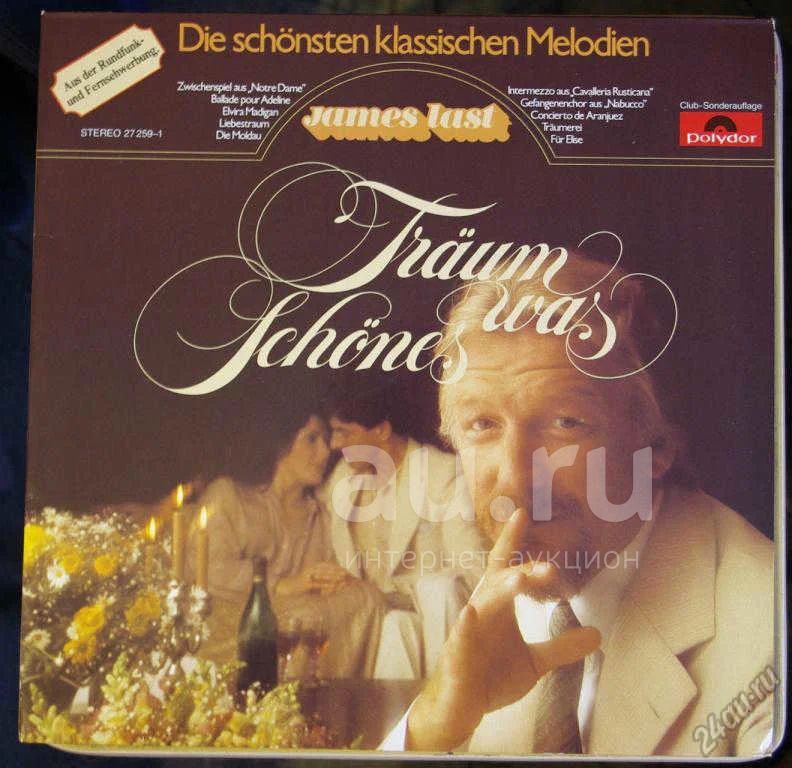 Aus der Rundfunk-
und Fernsehwerbung.
Die schönsten klassischen Melodien
STEREO 27 259-1
Zwischenspiel aus „Notre Dame“
Ballade pour Adeline
Elvira Madigan
Liebestraum
Die Moldau
James Last
Intermezzo aus „Cavalleria Rusticana“
Gefangenenchor aus „Nabucco“
Concierto de Aranjuez
Träumerei
Für Elise
Club-Sonderauflage
Polydor
Träum
was
Schönes
au.ru
интернет-аукцион
24au.ru